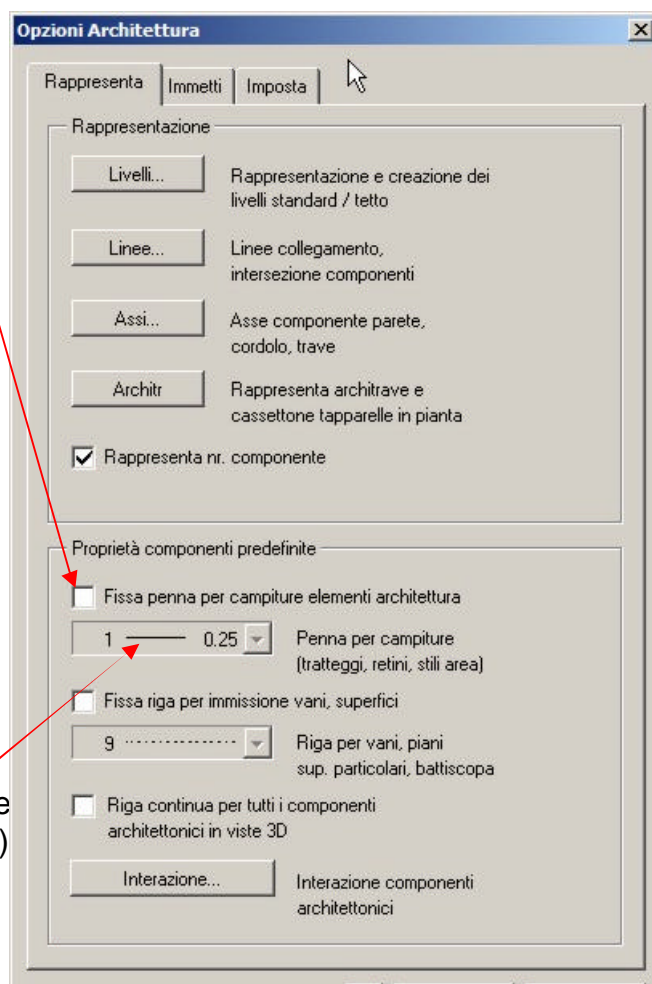 Opzioni Architettura
Rappresenta
Immetti
Imposta
Rappresentazione
Livelli...
Rappresentazione e creazione dei
livelli standard / tetto
Linee...
Linee collegamento,
intersezione componenti
Assi...
Asse componente parete,
cordolo, trave
Architr
Rappresenta architrave e
cassettone tapparelle in pianta
Rappresenta nr. componente
Proprietà componenti predefinite
Fissa penna per campiture elementi architettura
1 0.25
Penna per campiture
(tratteggi, retini, stili area)
Fissa riga per immissione vani, superfici
9
Riga per vani, piani
sup. particolari, battiscopa
e
)
Riga continua per tutti i componenti
architettonici in viste 3D
Interazione...
Interazione componenti
architettonici